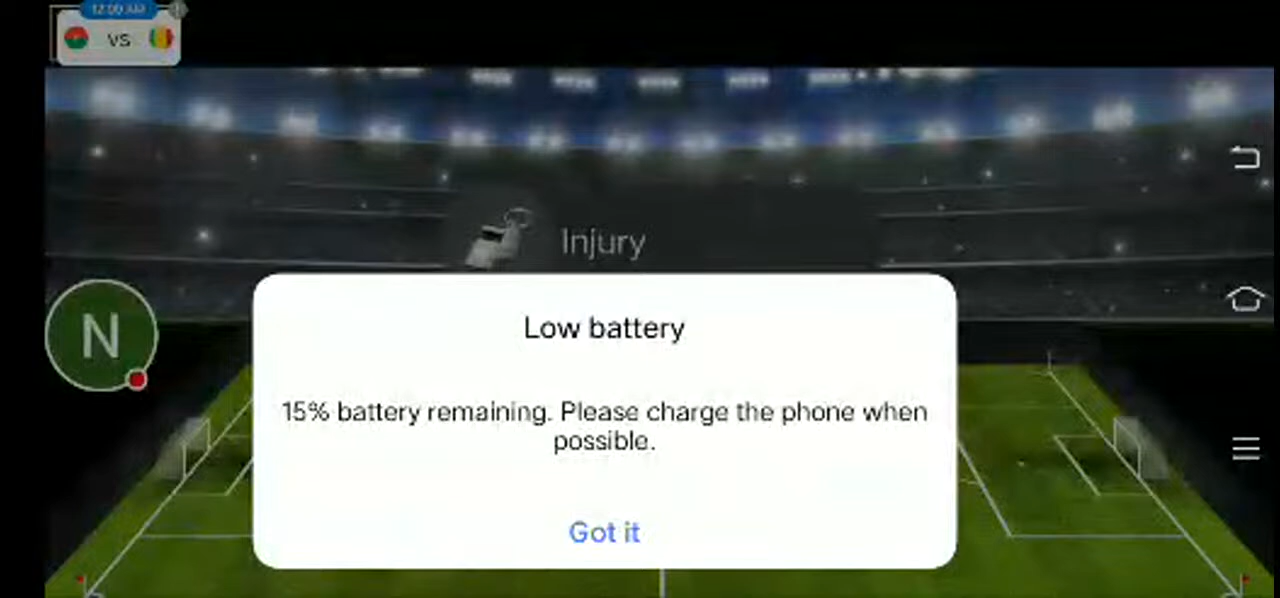 12:00 AM
VS
Injury
N
Low battery
15% battery remaining. Please charge the phone when
possible.
Got it